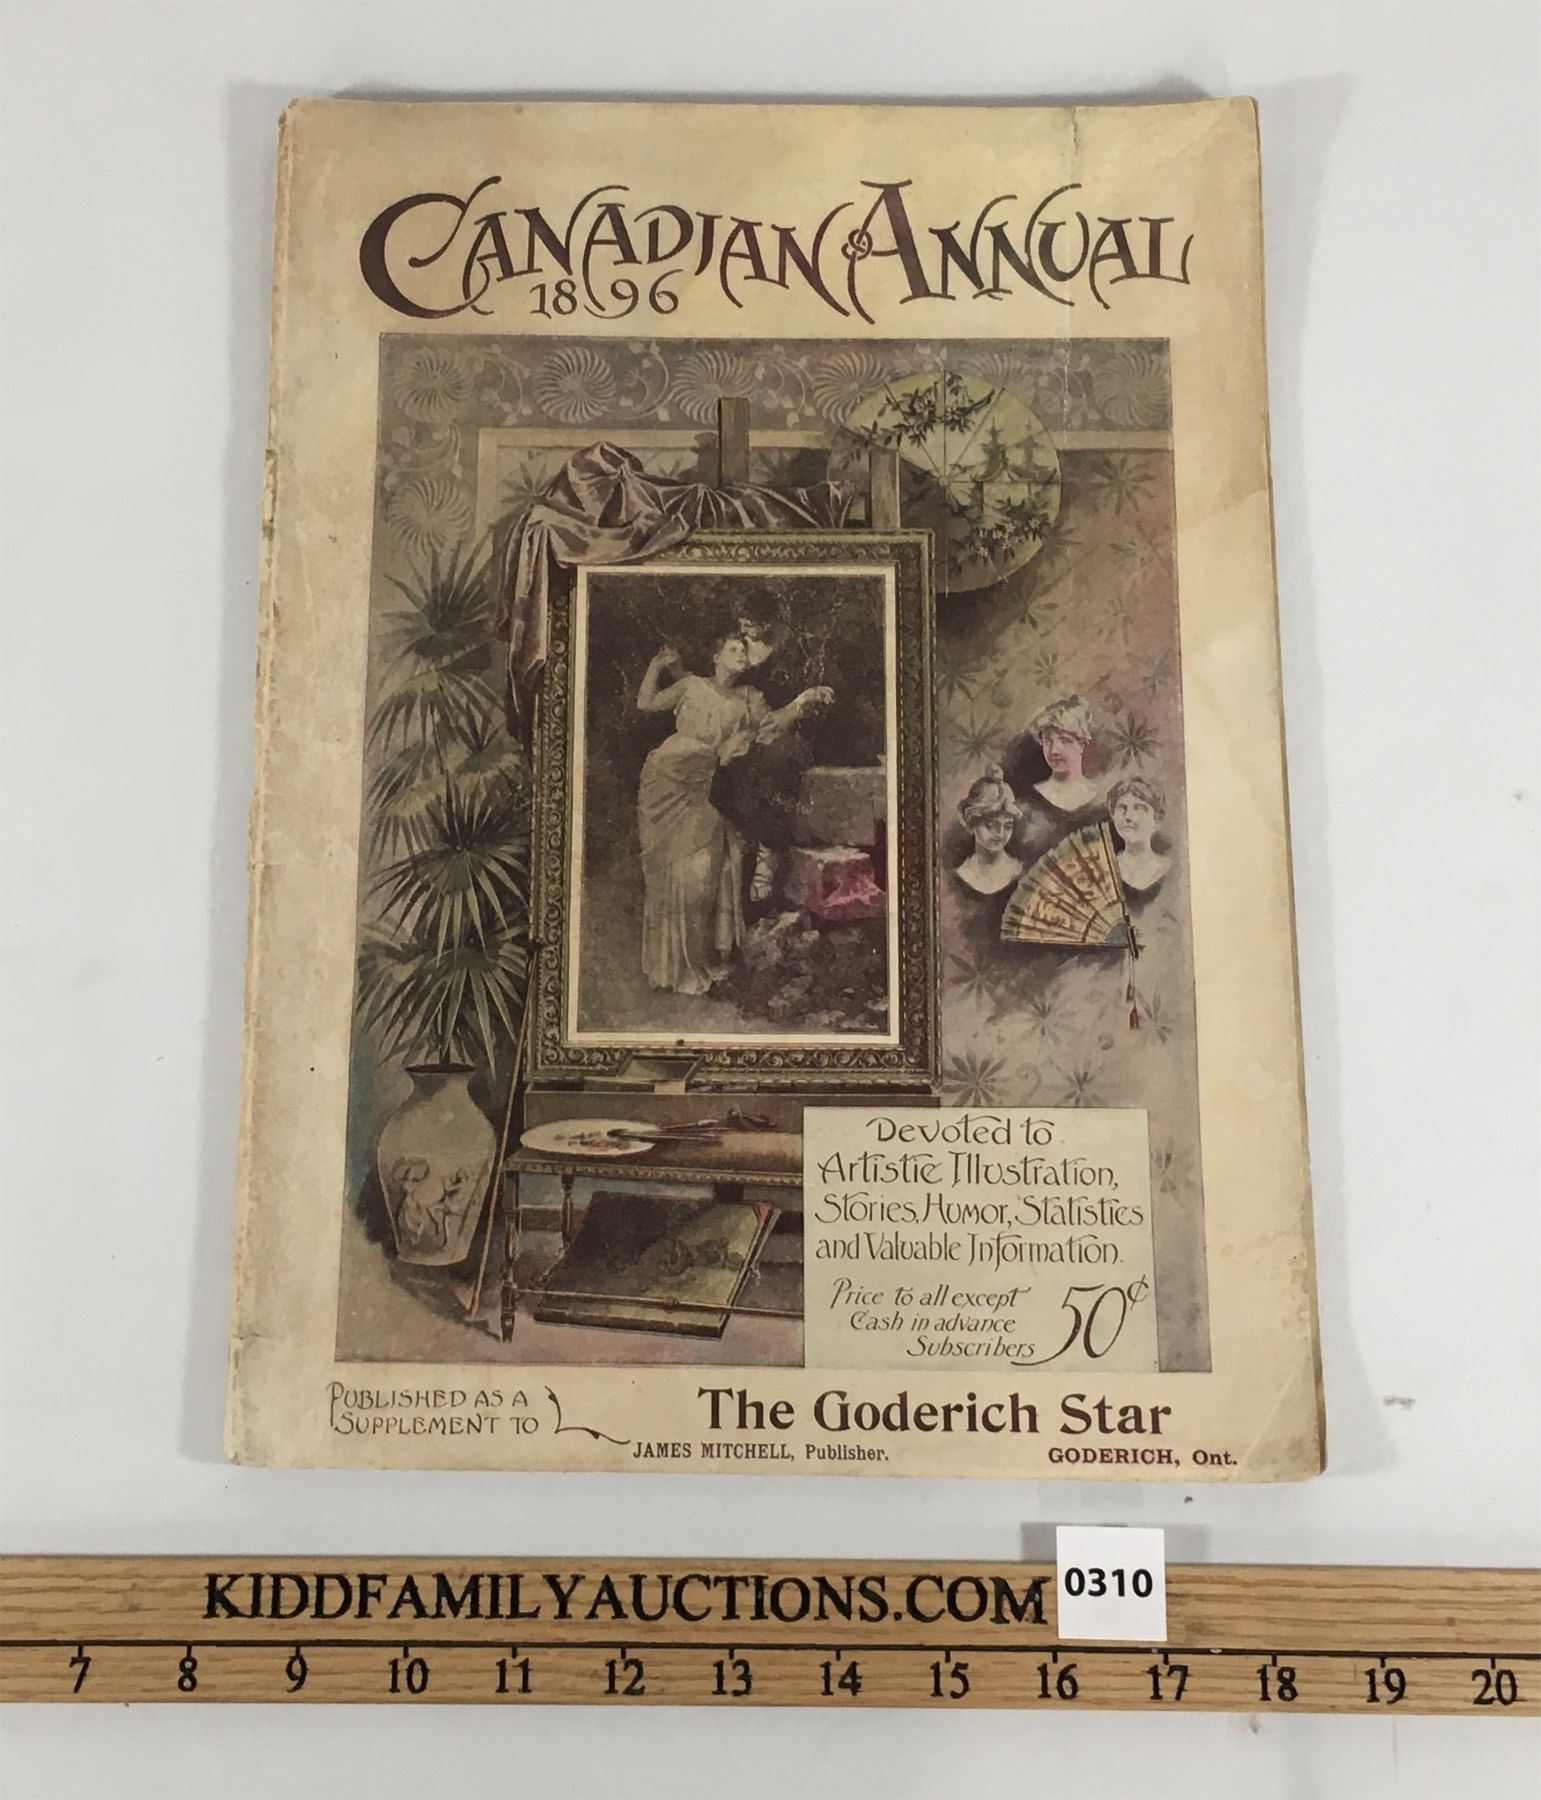 CANADIAN ANNUAL
1896
Devoted to
Artistic Illustration,
Stories, Humor, Statistics
and Valuable Information.
Price to all except
Cash in advance
Subscribers 50¢
PUBLISHED AS A
SUPPLEMENT TO
The Goderich Star
JAMES MITCHELL, Publisher.
GODERICH, Ont.
KIDDFAMILYAUCTIONS.COM
0310
7 8 9 10 11 12 13 14 15 16 17 18 19 20